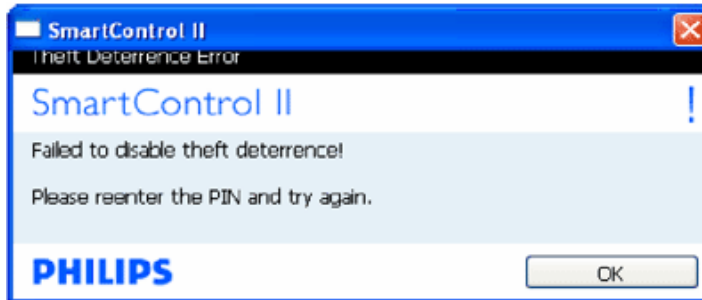 SmartControl II
Theft Deterrence Error
SmartControl II !
Failed to disable theft deterrence!
Please reenter the PIN and try again.
PHILIPS
OK